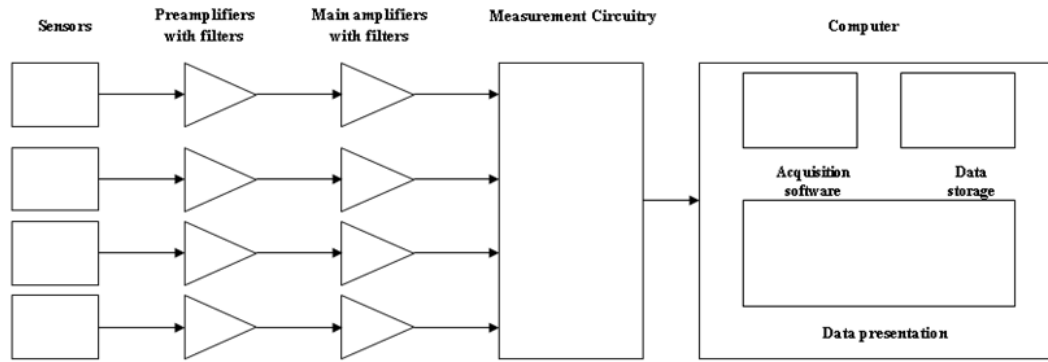 Sensors
Preamplifiers
with filters
Main amplifiers
with filters
Measurement Circuitry
Computer
Acquisition
software
Data
storage
Data presentation